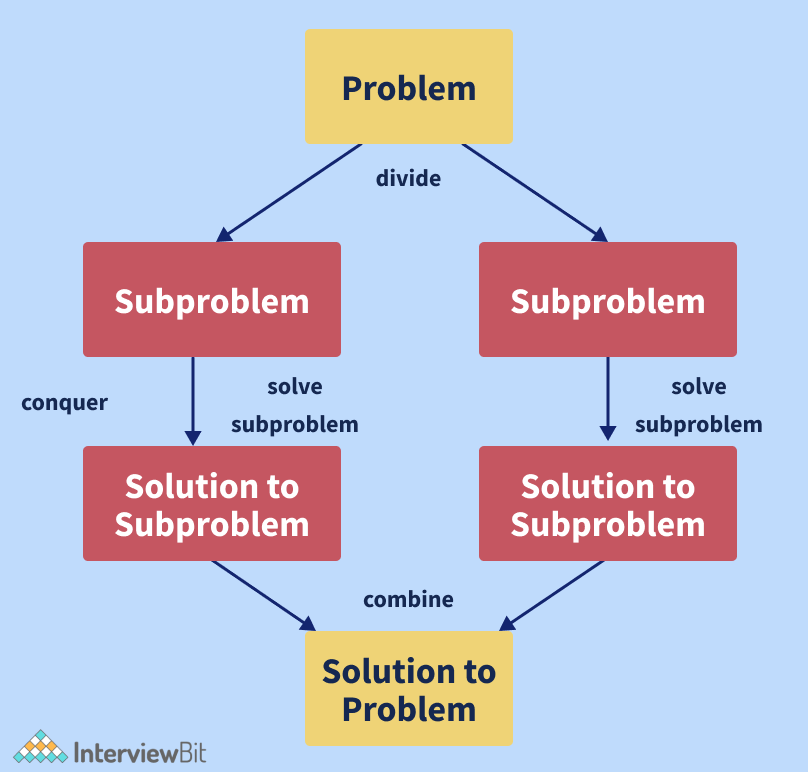 Problem
divide
Subproblem
Subproblem
conquer
solve
subproblem
solve
subproblem
Solution to
Subproblem
Solution to
Subproblem
combine
Solution to
Problem
InterviewBit